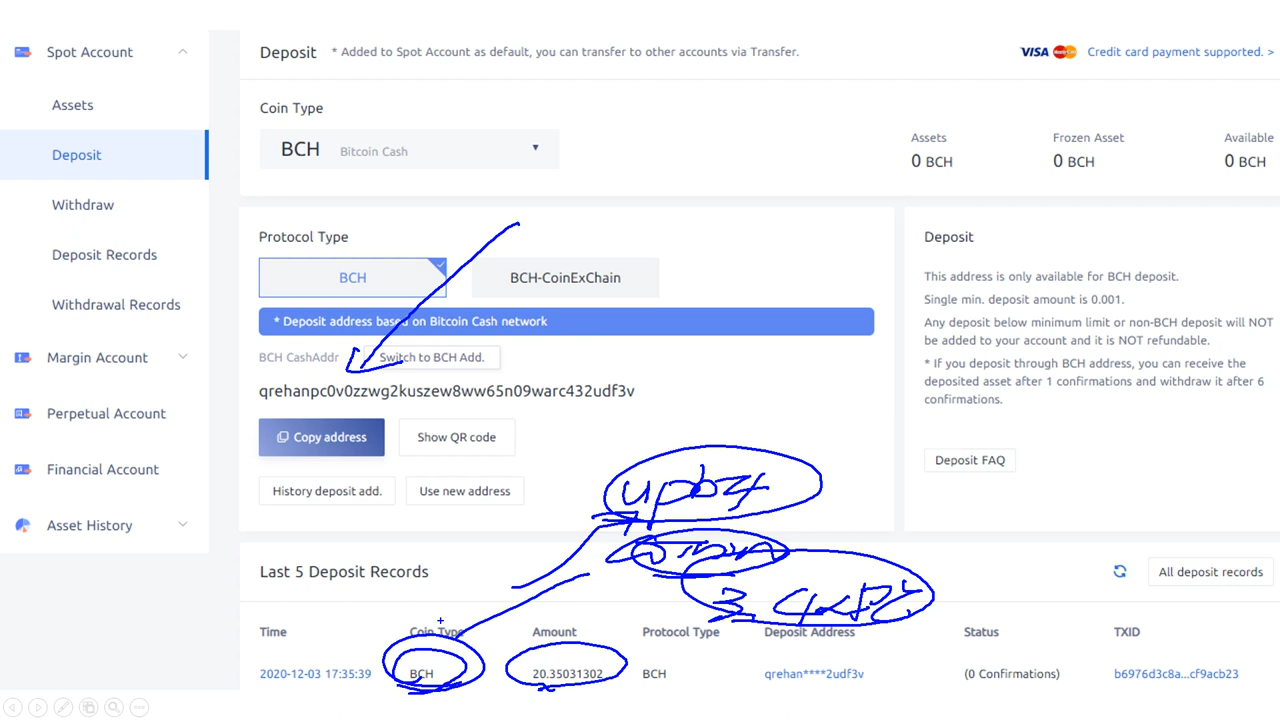 Spot Account
Assets
Deposit
Withdraw
Deposit Records
Withdrawal Records
Margin Account
Perpetual Account
Financial Account
Asset History
Deposit * Added to Spot Account as default, you can transfer to other accounts via Transfer.
VISA MasterCard Credit card payment supported. >
Coin Type
BCH Bitcoin Cash
Assets Frozen Asset Available
0 BCH 0 BCH 0 BCH
Protocol Type
BCH BCH-CoinExChain
* Deposit address based on Bitcoin Cash network
BCH CashAddr Switch to BCH Add.
qrehanpc0v0zzwg2kuszew8ww65n09warc432udf3v
Copy address Show QR code
History deposit add. Use new address
Deposit
This address is only available for BCH deposit.
Single min. deposit amount is 0.001.
Any deposit below minimum limit or non-BCH deposit will NOT
be added to your account and it is NOT refundable.
* If you deposit through BCH address, you can receive the
deposited asset after 1 confirmations and withdraw it after 6
confirmations.
Deposit FAQ
upbit
Last 5 Deposit Records
All deposit records
Time Coin Type Amount Protocol Type Deposit Address Status TXID
2020-12-03 17:35:39 BCH 20.35031302 BCH qrehan****2udf3v (0 Confirmations) b6976d3c8a...cf9acb23